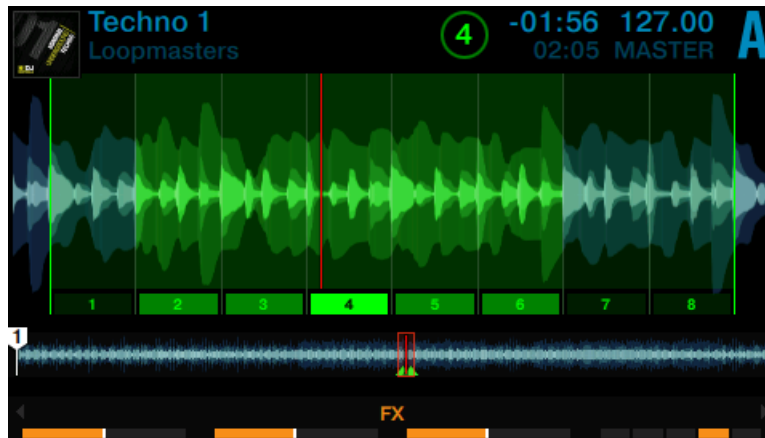 Techno 1
Loopmasters
4
-01:56 127.00
02:05 MASTER
A
1 2 3 4 5 6 7 8
1
FX